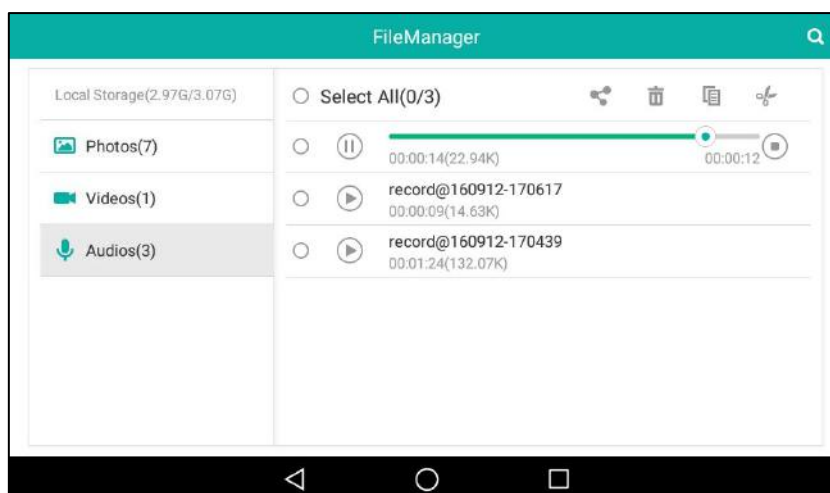 FileManager
Local Storage(2.97G/3.07G)
Photos(7)
Videos(1)
Audios(3)
Select All(0/3)
00:00:14(22.94K)
00:00:12
record@160912-170617
00:00:09(14.63K)
record@160912-170439
00:01:24(132.07K)